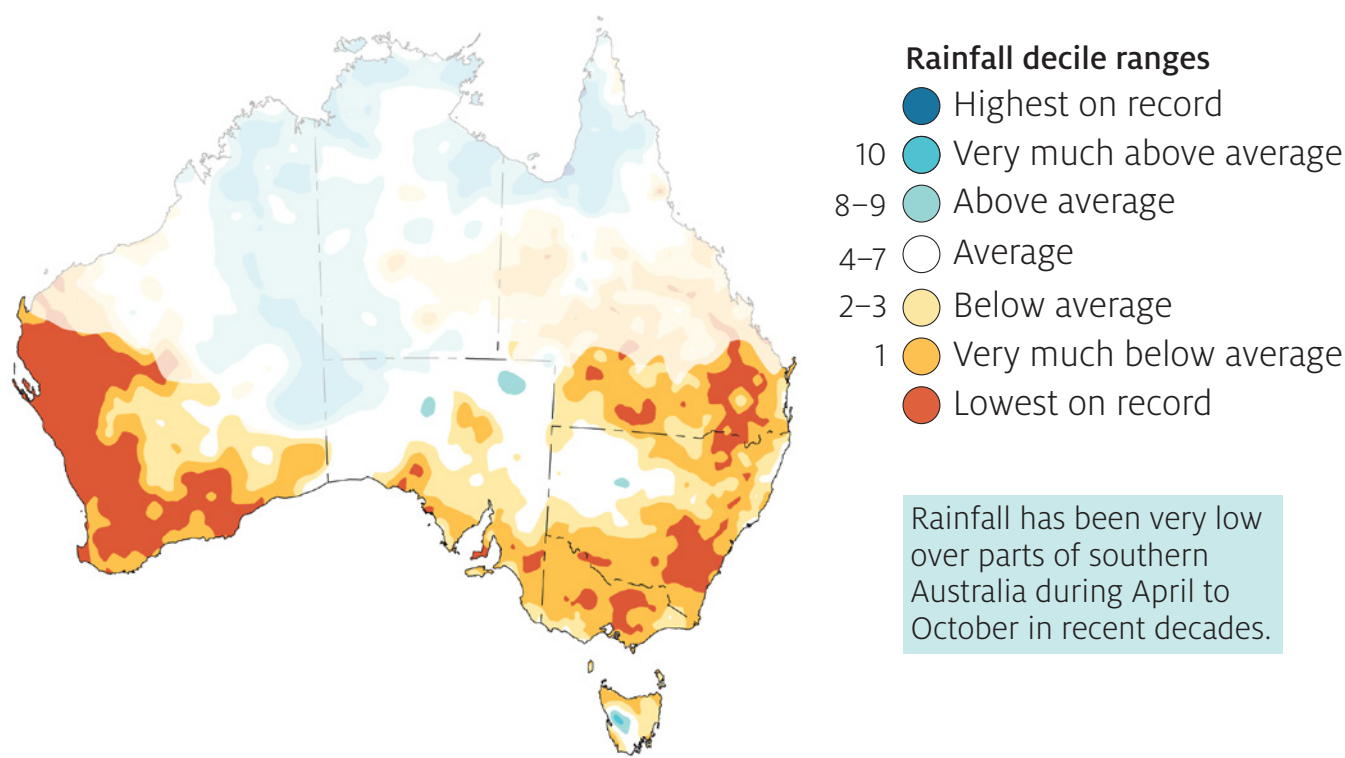 Rainfall decile ranges
Highest on record
10 Very much above average
8–9 Above average
4–7 Average
2–3 Below average
1 Very much below average
Lowest on record
Rainfall has been very low
over parts of southern
Australia during April to
October in recent decades.